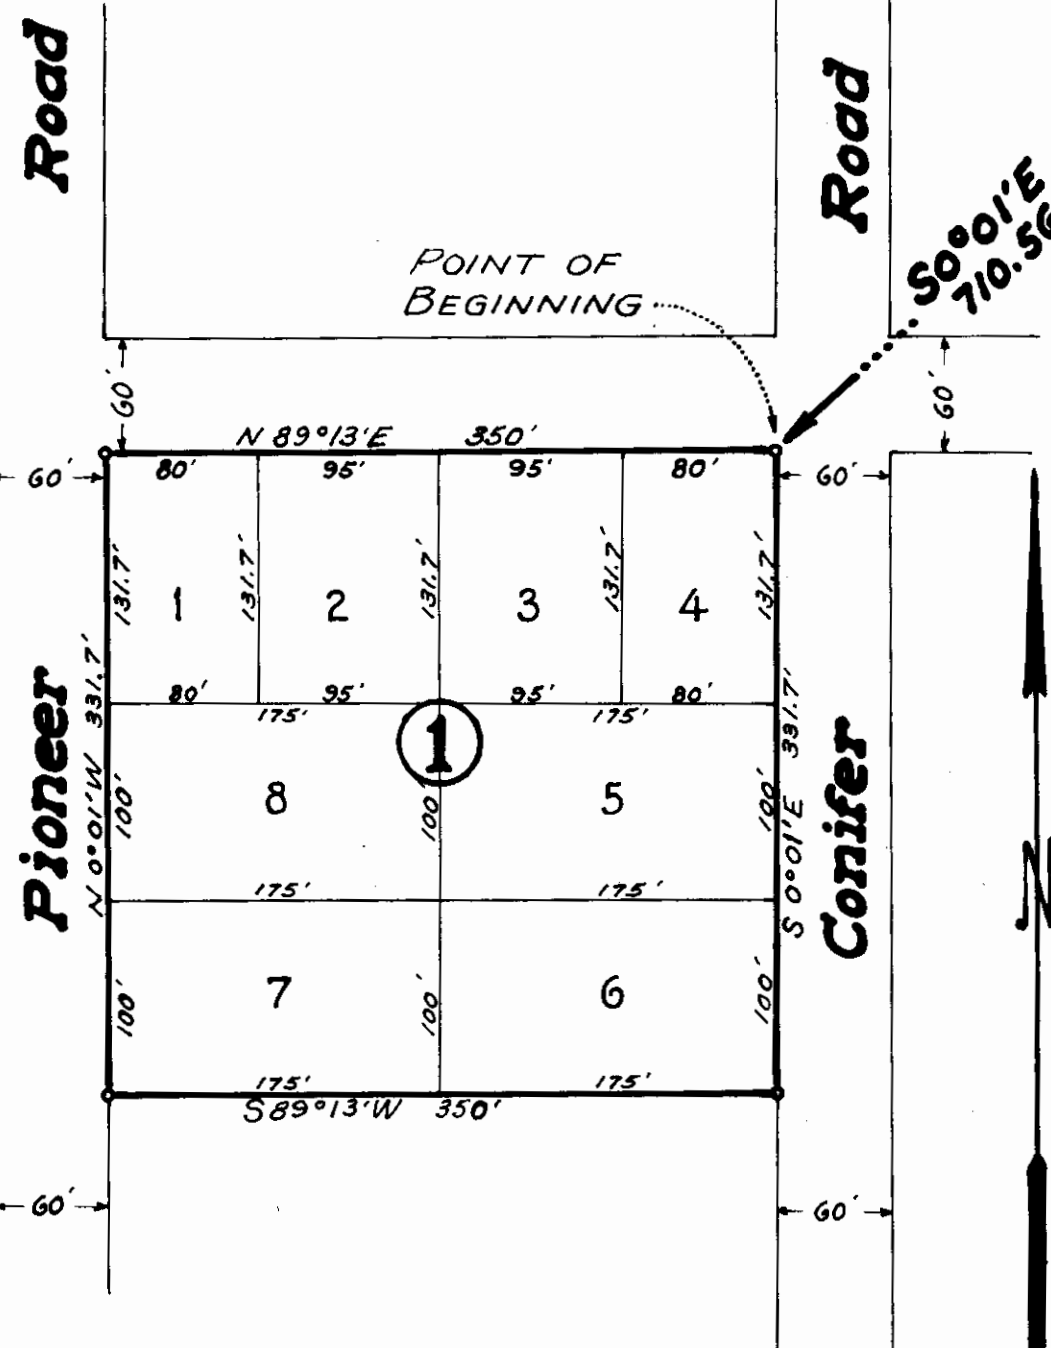 Road
Road
S0°01'E
POINT OF
BEGINNING
60'
60'
N 89°13'E 350'
60'
80' 95' 95' 80'
60'
131.7' 131.7' 131.7' 131.7' 131.7'
1 2 3 4
80' 95' 95' 80'
175' 175'
1
Pioneer
N 0°01'W 331.7'
S 0°01'E 331.7'
Conifer
100' 100' 100'
8 5
N
175' 175'
7 6
100' 100' 100'
175' 175'
S89°13'W 350'
60' 60'